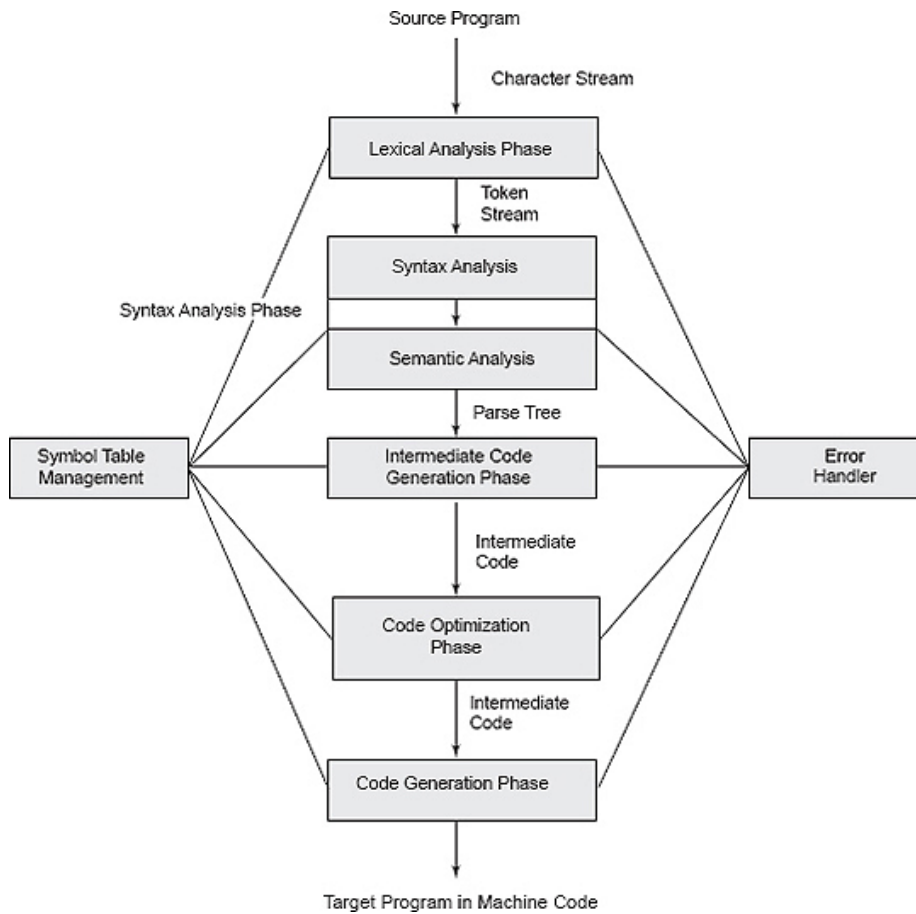 Source Program
Character Stream
Lexical Analysis Phase
Token
Stream
Syntax Analysis
Syntax Analysis Phase
Semantic Analysis
Parse Tree
Symbol Table
Management
Intermediate Code
Generation Phase
Error
Handler
Intermediate
Code
Code Optimization
Phase
Intermediate
Code
Code Generation Phase
Target Program in Machine Code